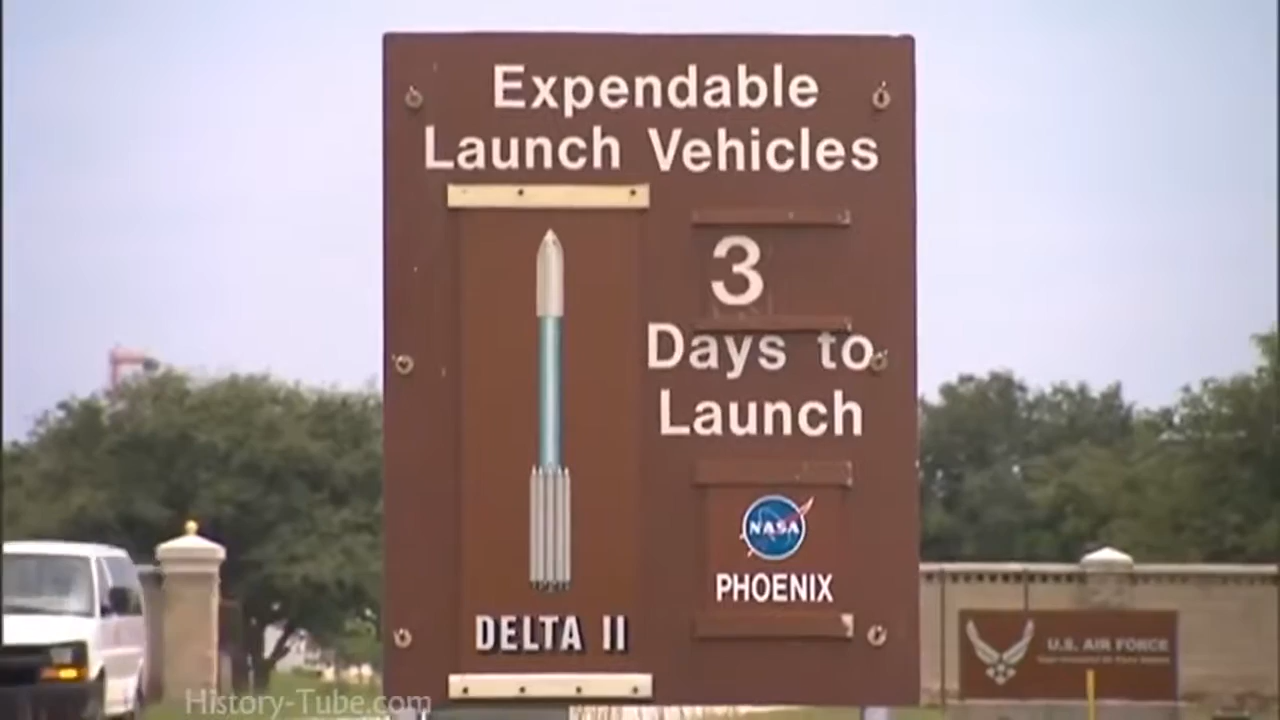 Expendable
Launch Vehicles
3
Days to
Launch
NASA
PHOENIX
DELTA II
U.S. AIR FORCE
History-Tube.com